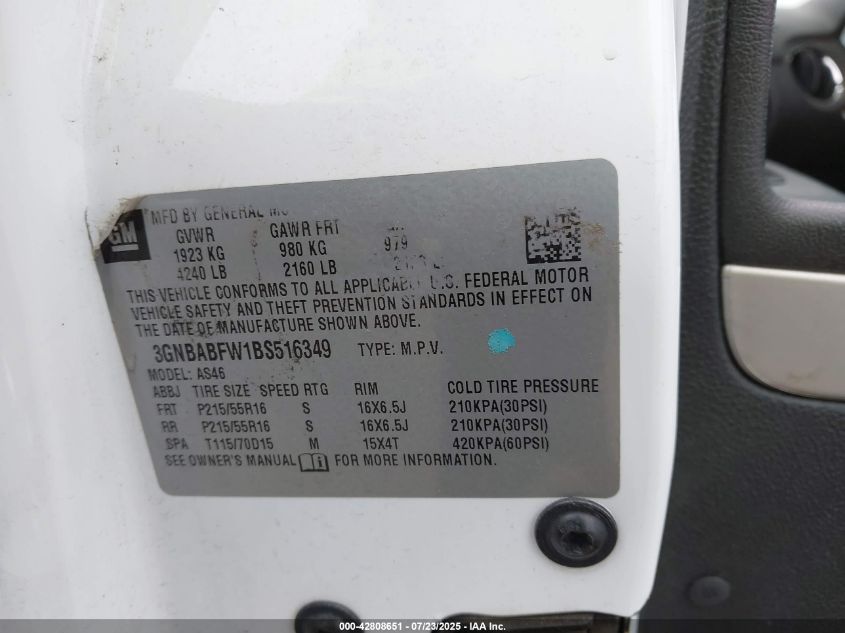 GM
MFD BY GENERAL
GVWR GAWR FRT
1923 KG 980 KG 979
4240 LB 2160 LB
THIS VEHICLE CONFORMS TO ALL U.S. FEDERAL MOTOR
VEHICLE SAFETY AND THEFT PREVENTION STANDARDS IN EFFECT ON
THE DATE OF MANUFACTURE SHOWN ABOVE.
3GNBABFW1BS516349 TYPE: M.P.V.
MODEL: AS46
ABBJ TIRE SIZE SPEED RTG RIM COLD TIRE PRESSURE
FRT P215/55R16 S 16X6.5J 210KPA(30PSI)
RR P215/55R16 S 16X6.5J 210KPA(30PSI)
SPA T115/70D15 M 15X4T 420KPA(60PSI)
SEE OWNER'S MANUAL FOR MORE INFORMATION.
000-42808651 - 07/23/2025 - IAA Inc.